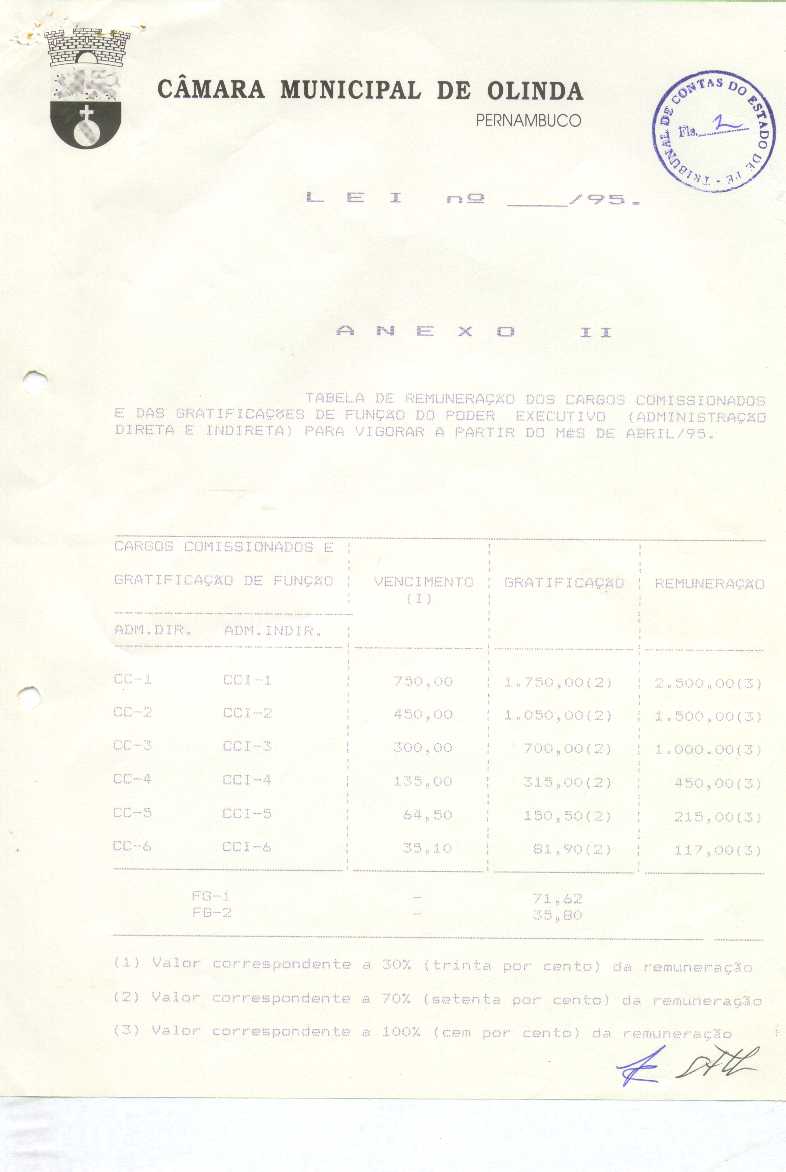 CÂMARA MUNICIPAL DE OLINDA
PERNAMBUCO
TRIBUNAL DE CONTAS DO ESTADO DE PE -
Fls. 2
L E I nº ____/95.
A N E X O II
TABELA DE REMUNERAÇÃO DOS CARGOS COMISSIONADOS
E DAS GRATIFICAÇÕES DE FUNÇÃO DO PODER EXECUTIVO (ADMINISTRAÇÃO
DIRETA E INDIRETA) PARA VIGORAR A PARTIR DO MêS DE ABRIL/95.
CARGOS COMISSIONADOS E
GRATIFICAÇÃO DE FUNÇÃO VENCIMENTO GRATIFICAÇÃO REMUNERAÇÃO
(1)
ADM.DIR. ADM.INDIR.
CC-1 CCI-1 750,00 1.750,00(2) 2.500,00(3)
CC-2 CCI-2 450,00 1.050,00(2) 1.500,00(3)
CC-3 CCI-3 300,00 700,00(2) 1.000.00(3)
CC-4 CCI-4 135,00 315,00(2) 450,00(3)
CC-5 CCI-5 64,50 150,50(2) 215,00(3)
CC-6 CCI-6 35,10 81,90(2) 117,00(3)
FG-1 - 71,62
FG-2 - 35,80
(1) Valor correspondente a 30% (trinta por cento) da remuneração
(2) Valor correspondente a 70% (setenta por cento) da remuneração
(3) Valor correspondente a 100% (cem por cento) da remuneração